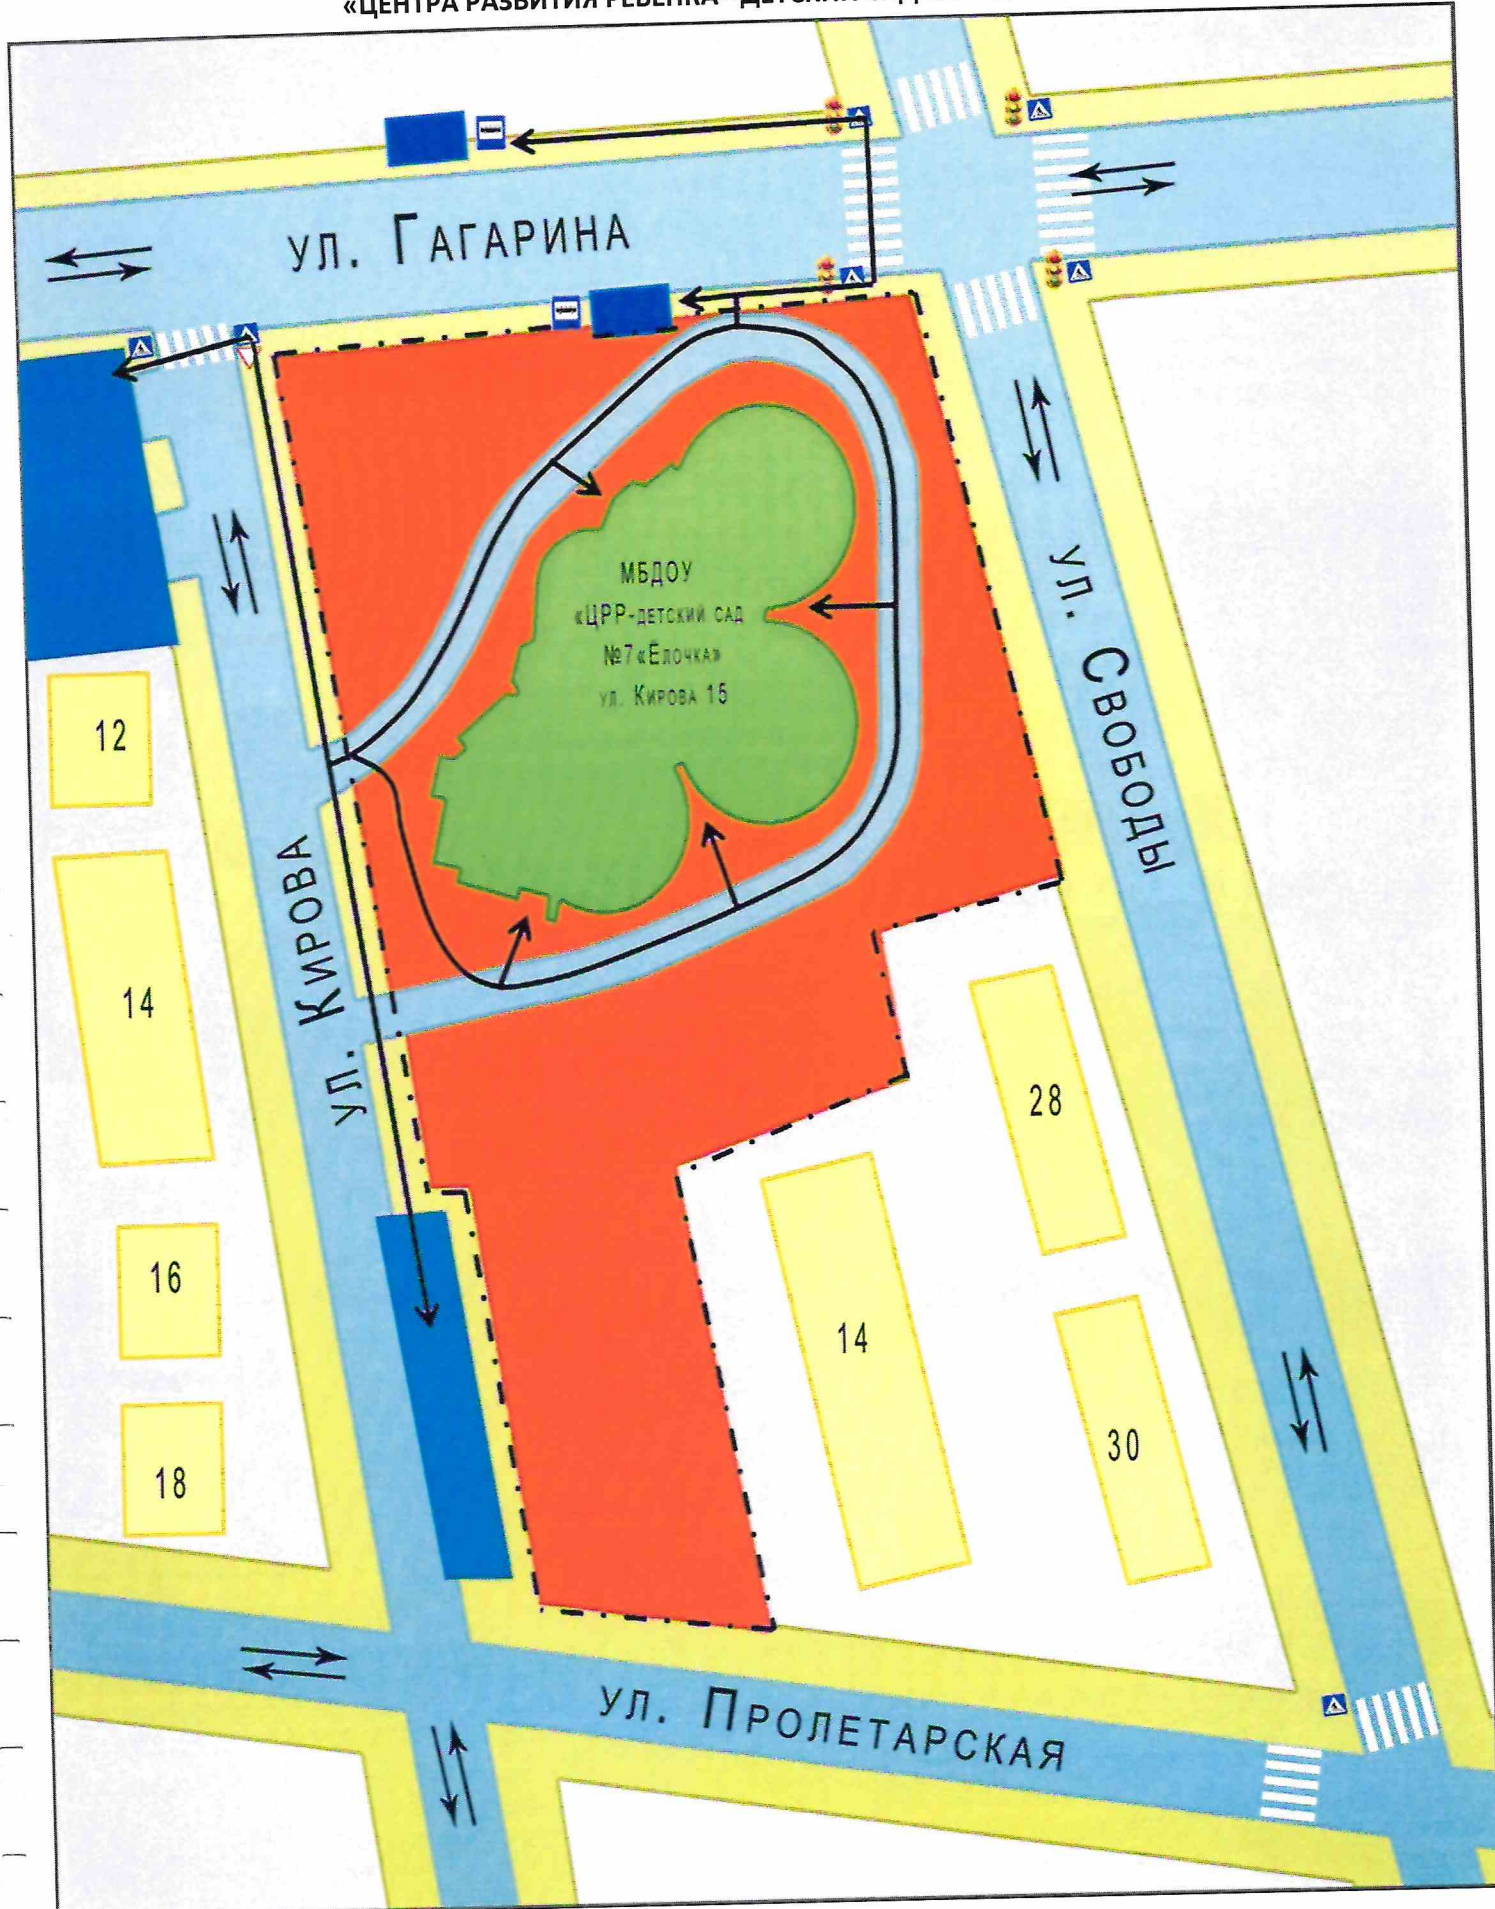 «ЦЕНТРА РАЗВИТИЯ РЕБЕНКА - ДЕТСКИЙ
ул. Гагарина
МБДОУ
«ЦРР-детский сад
№7«Ёлочка»
ул. Кирова 15
ул. Свободы
12
ул. Кирова
14
28
16
14
30
18
ул. Пролетарская